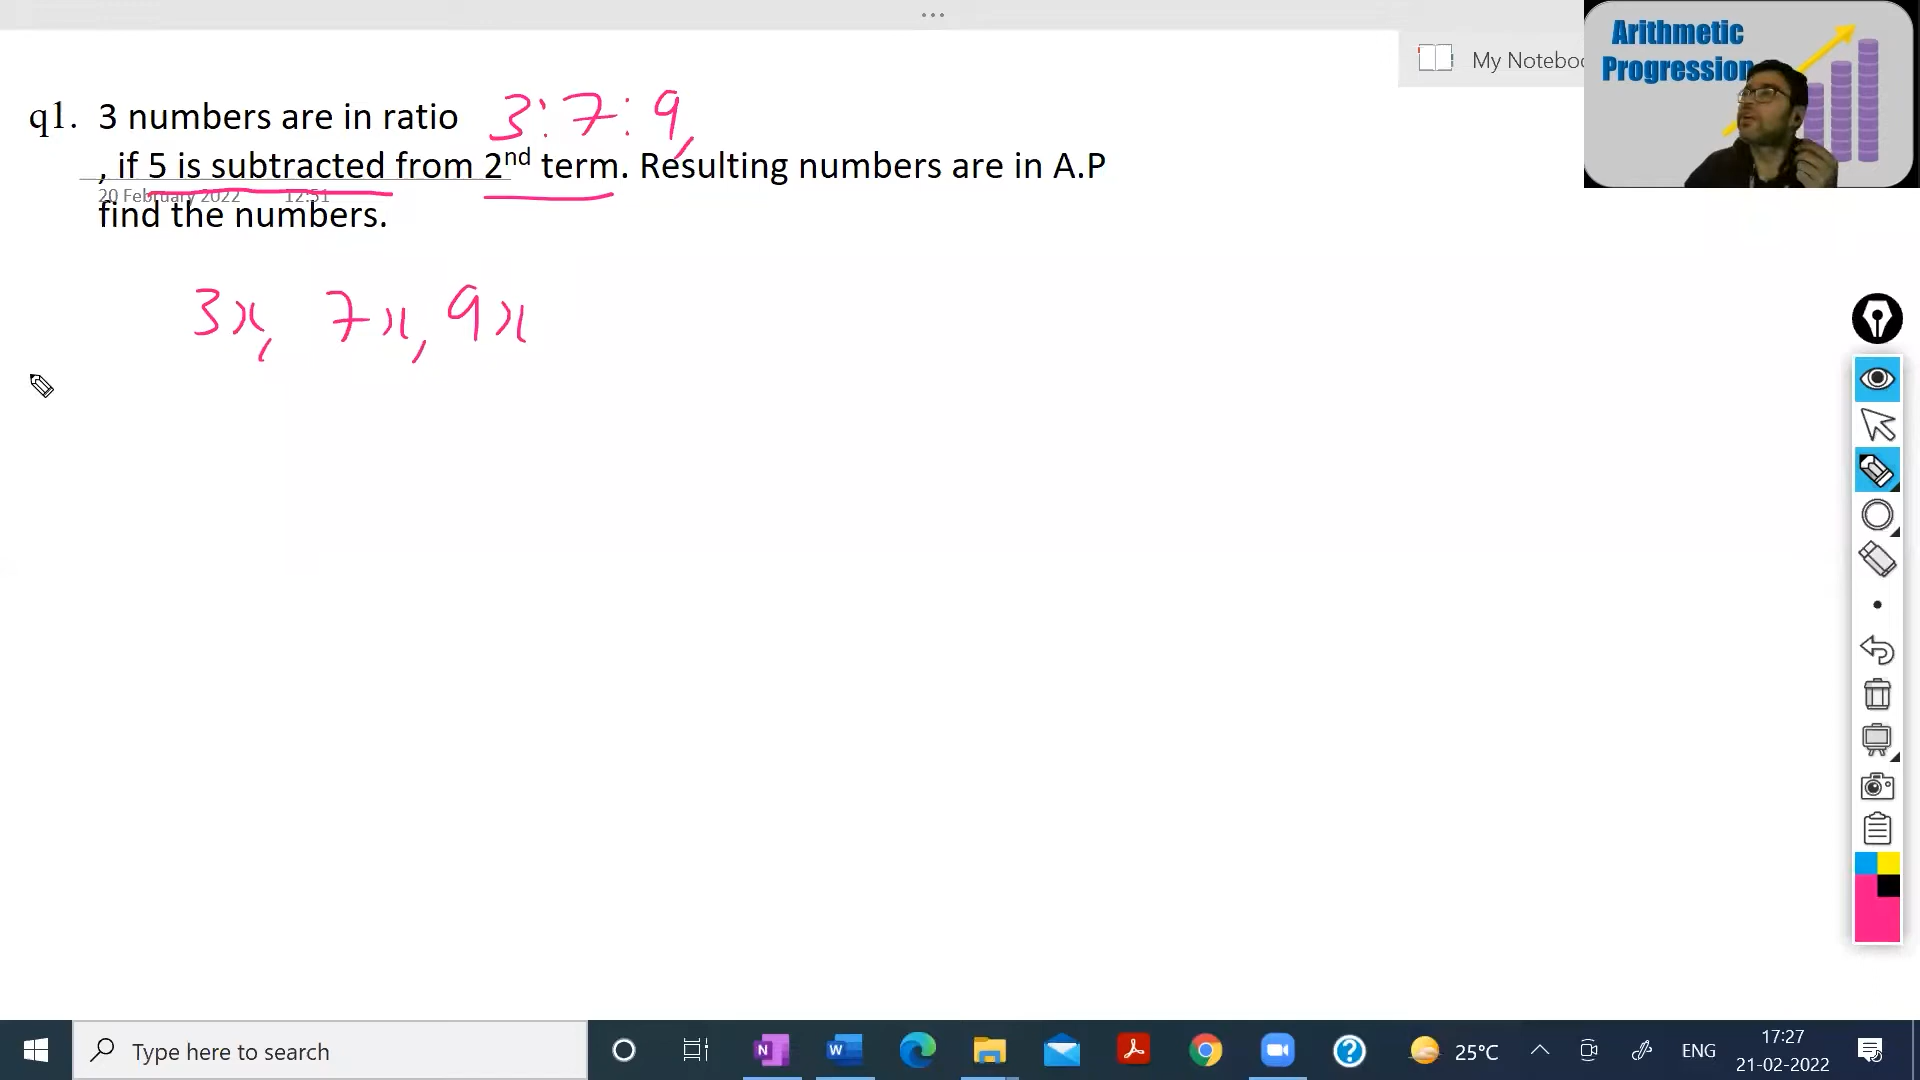 Arithmetic
Progression
My Noteboo
q1. 3 numbers are in ratio 3:7:9,
, if 5 is subtracted from 2nd term. Resulting numbers are in A.P
20 February 2022 12:51
find the numbers.
3x, 7x, 9x
Type here to search
25°C
ENG
17:27
21-02-2022